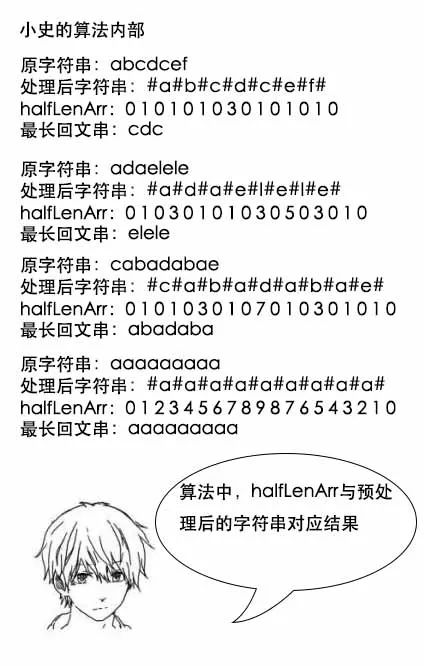 小史的算法内部
原字符串：abcdcef
处理后字符串：#a#b#c#d#c#e#f#
halfLenArr：0 1 0 1 0 1 0 3 0 1 0 1 0 1 0
最长回文串：cdc
原字符串：adaelele
处理后字符串：#a#d#a#e#l#e#l#e#
halfLenArr：0 1 0 3 0 1 0 1 0 3 0 5 0 3 0 1 0
最长回文串：elele
原字符串：cabadabae
处理后字符串：#c#a#b#a#d#a#b#a#e#
halfLenArr：0 1 0 1 0 3 0 1 0 7 0 1 0 3 0 1 0 1 0
最长回文串：abadaba
原字符串：aaaaaaaaa
处理后字符串：#a#a#a#a#a#a#a#a#a#
halfLenArr：0 1 2 3 4 5 6 7 8 9 8 7 6 5 4 3 2 1 0
最长回文串：aaaaaaaaa
算法中，halfLenArr与预处
理后的字符串对应结果